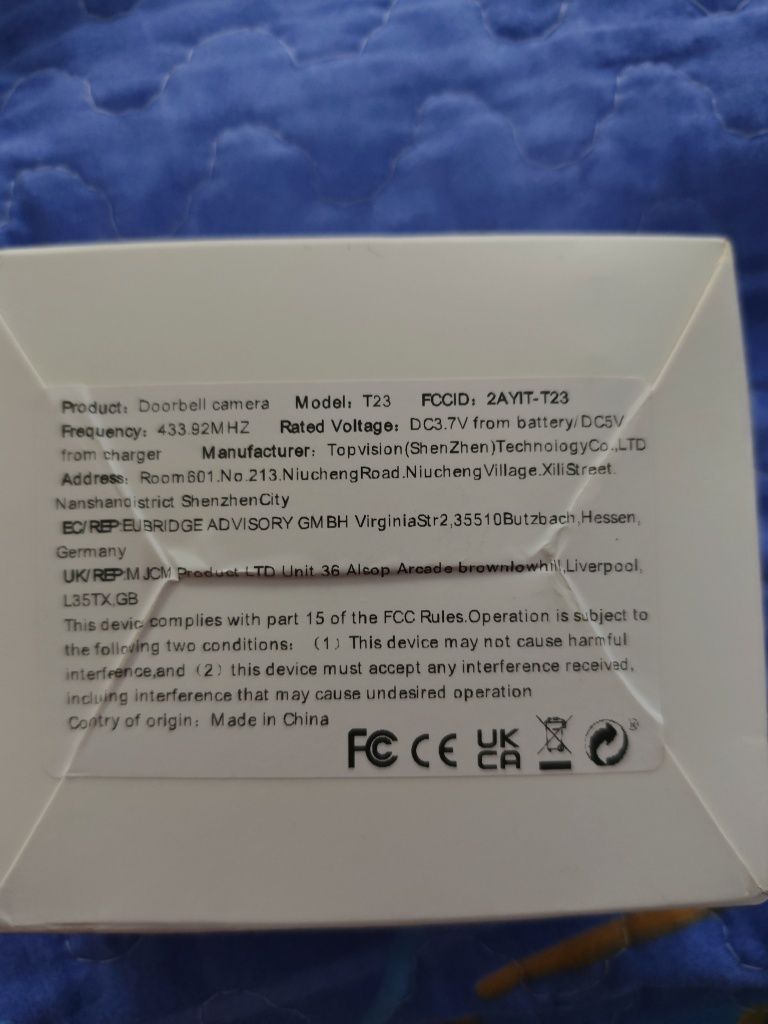 Product: Doorbell camera Model: T23 FCCID: 2AYIT-T23
Frequency: 433.92MHZ Rated Voltage: DC3.7V from battery/DC5V
from charger Manufacturer: Topvision(ShenZhen)TechnologyCo.,LTD
Address: Room601.No.213.NiuchengRoad.NiuchengVillage.XiliStreet.
Nanshandistrict ShenzhenCity
EC/REP:EUBRIDGE ADVISORY GMBH VirginiaStr2,35510Butzbach,Hessen,
Germany
UK/REP:MJCM Product LTD Unit 36 Alsop Arcade brownlowhill,Liverpool,
L35TX,GB
This devic complies with part 15 of the FCC Rules.Operation is subject to
the following two conditions: (1) This device may not cause harmful
interference,and (2) this device must accept any interference received,
including interference that may cause undesired operation
Contry of origin: Made in China
FC CE UK CA ®